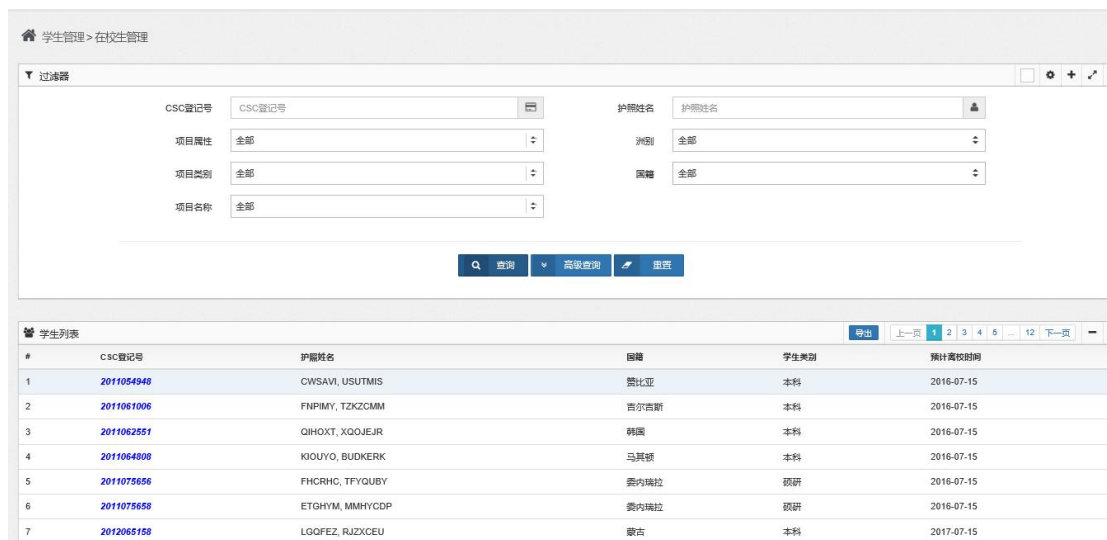 学生管理>在校生管理
过滤器
CSC登记号 CSC登记号 护照姓名 护照姓名
项目属性 全部 洲别 全部
项目类别 全部 国籍 全部
项目名称 全部
查询 高级查询 重置
学生列表 导出 上一页 1 2 3 4 5 ... 12 下一页
# CSC登记号 护照姓名 国籍 学生类别 预计离校时间
1 2011054948 CWSAVI, USUTMIS 赞比亚 本科 2016-07-15
2 2011061006 FNPIMY, TZKZCMM 吉尔吉斯 本科 2016-07-15
3 2011062551 QIHOXT, XQOJEJR 韩国 本科 2016-07-15
4 2011064808 KIOUYO, BUDKERK 马其顿 本科 2016-07-15
5 2011075656 FHCRHC, TFYQUBY 委内瑞拉 硕研 2016-07-15
6 2011075658 ETGHYM, MMHYCDP 委内瑞拉 硕研 2016-07-15
7 2012065158 LGQFEZ, RJZXCEU 蒙古 本科 2017-07-15